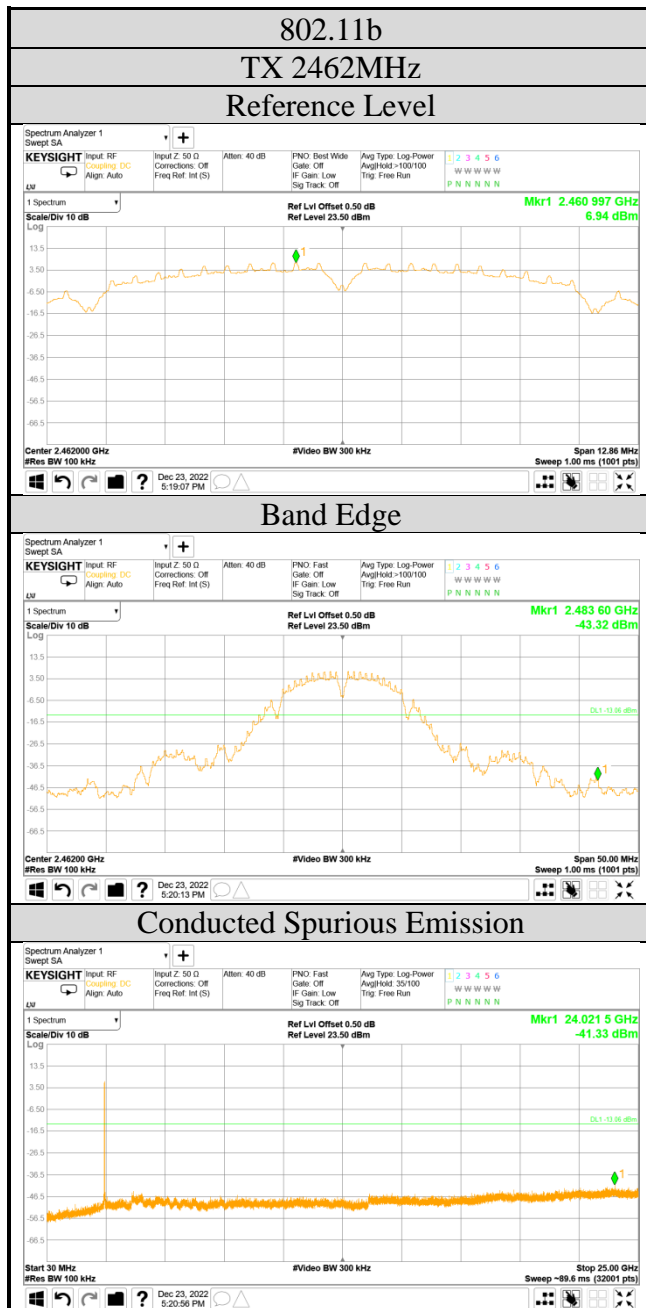 802.11b
TX 2462MHz
Reference Level
Spectrum Analyzer 1
Swept SA
KEYSIGHT Input: RF Input Z: 50 Ω Atten: 40 dB PNO: Best Wide Avg Type: Log-Power 1 2 3 4 5 6
Coupling: DC Corrections: Off Gate: Off Avg|Hold:>100/100 W W W W W
Align: Auto Freq Ref: Int (S) IF Gain: Low Trig: Free Run
Sig Track: Off P N N N N N
1 Spectrum Ref Lvl Offset 0.50 dB Mkr1 2.460 997 GHz
Scale/Div 10 dB Ref Level 23.50 dBm 6.94 dBm
Log
1
13.5
3.50
-6.50
-16.5
-26.5
-36.5
-46.5
-56.5
-66.5
Center 2.462000 GHz #Video BW 300 kHz Span 12.86 MHz
#Res BW 100 kHz Sweep 1.00 ms (1001 pts)
? Dec 23, 2022
5:19:07 PM
Band Edge
Spectrum Analyzer 1
Swept SA
KEYSIGHT Input: RF Input Z: 50 Ω Atten: 40 dB PNO: Fast Avg Type: Log-Power 1 2 3 4 5 6
Coupling: DC Corrections: Off Gate: Off Avg|Hold:>100/100 W W W W W
Align: Auto Freq Ref: Int (S) IF Gain: Low Trig: Free Run
Sig Track: Off P N N N N N
1 Spectrum Ref Lvl Offset 0.50 dB Mkr1 2.483 60 GHz
Scale/Div 10 dB Ref Level 23.50 dBm -43.32 dBm
Log
13.5
3.50
-6.50
DL1 -13.06 dBm
-16.5
-26.5
-36.5
1
-46.5
-56.5
-66.5
Center 2.46200 GHz #Video BW 300 kHz Span 50.00 MHz
#Res BW 100 kHz Sweep 1.00 ms (1001 pts)
? Dec 23, 2022
5:20:13 PM
Conducted Spurious Emission
Spectrum Analyzer 1
Swept SA
KEYSIGHT Input: RF Input Z: 50 Ω Atten: 40 dB PNO: Fast Avg Type: Log-Power 1 2 3 4 5 6
Coupling: DC Corrections: Off Gate: Off Avg|Hold: 35/100 W W W W W
Align: Auto Freq Ref: Int (S) IF Gain: Low Trig: Free Run
Sig Track: Off P N N N N N
1 Spectrum Ref Lvl Offset 0.50 dB Mkr1 24.021 5 GHz
Scale/Div 10 dB Ref Level 23.50 dBm -41.33 dBm
Log
13.5
3.50
-6.50
DL1 -13.06 dBm
-16.5
-26.5
-36.5
1
-46.5
-56.5
-66.5
Start 30 MHz #Video BW 300 kHz Stop 25.00 GHz
#Res BW 100 kHz Sweep ~89.6 ms (32001 pts)
? Dec 23, 2022
5:20:56 PM